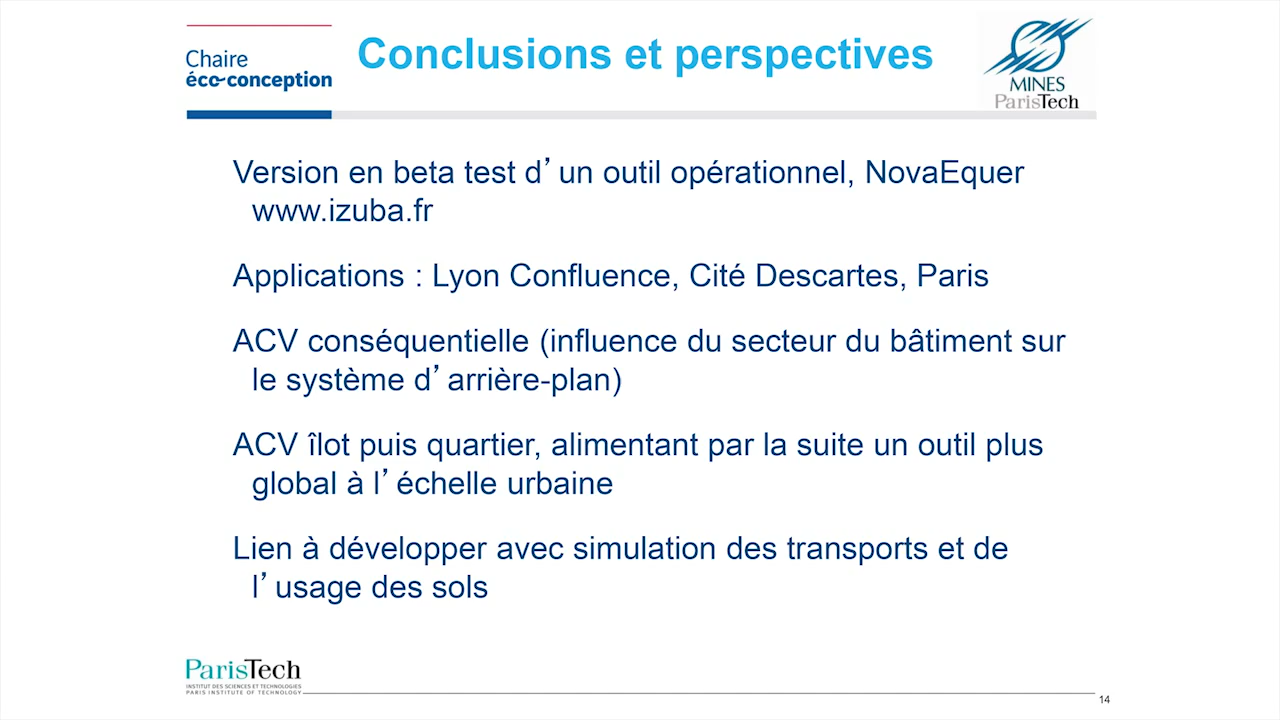 Chaire
éco-conception
Conclusions et perspectives
MINES
ParisTech
Version en beta test d’un outil opérationnel, NovaEquer
www.izuba.fr
Applications : Lyon Confluence, Cité Descartes, Paris
ACV conséquentielle (influence du secteur du bâtiment sur
le système d’arrière-plan)
ACV îlot puis quartier, alimentant par la suite un outil plus
global à l’échelle urbaine
Lien à développer avec simulation des transports et de
l’usage des sols
ParisTech
INSTITUT DES SCIENCES ET TECHNOLOGIES
PARIS INSTITUTE OF TECHNOLOGY
14